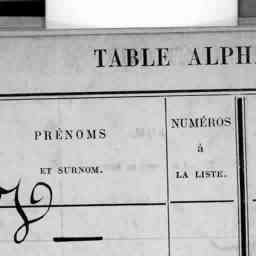 TABLE ALPH
PRÉNOMS
ET SURNOM.
NUMÉROS
à
LA LISTE.